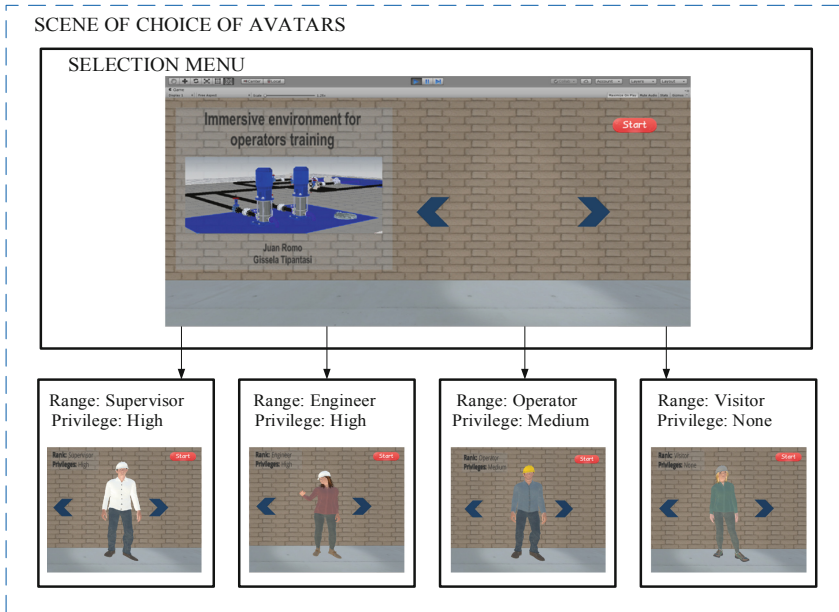 SCENE OF CHOICE OF AVATARS
SELECTION MENU
Immersive environment for
operators training
Start
Juan Romo
Gissela Tipantasi
Range: Supervisor
Privilege: High
Rank: Supervisor
Privileges: High
Start
Range: Engineer
Privilege: High
Rank: Engineer
Privileges: High
Start
Range: Operator
Privilege: Medium
Rank: Operator
Privileges: Medium
Start
Range: Visitor
Privilege: None
Rank: Visitor
Privileges: None
Start